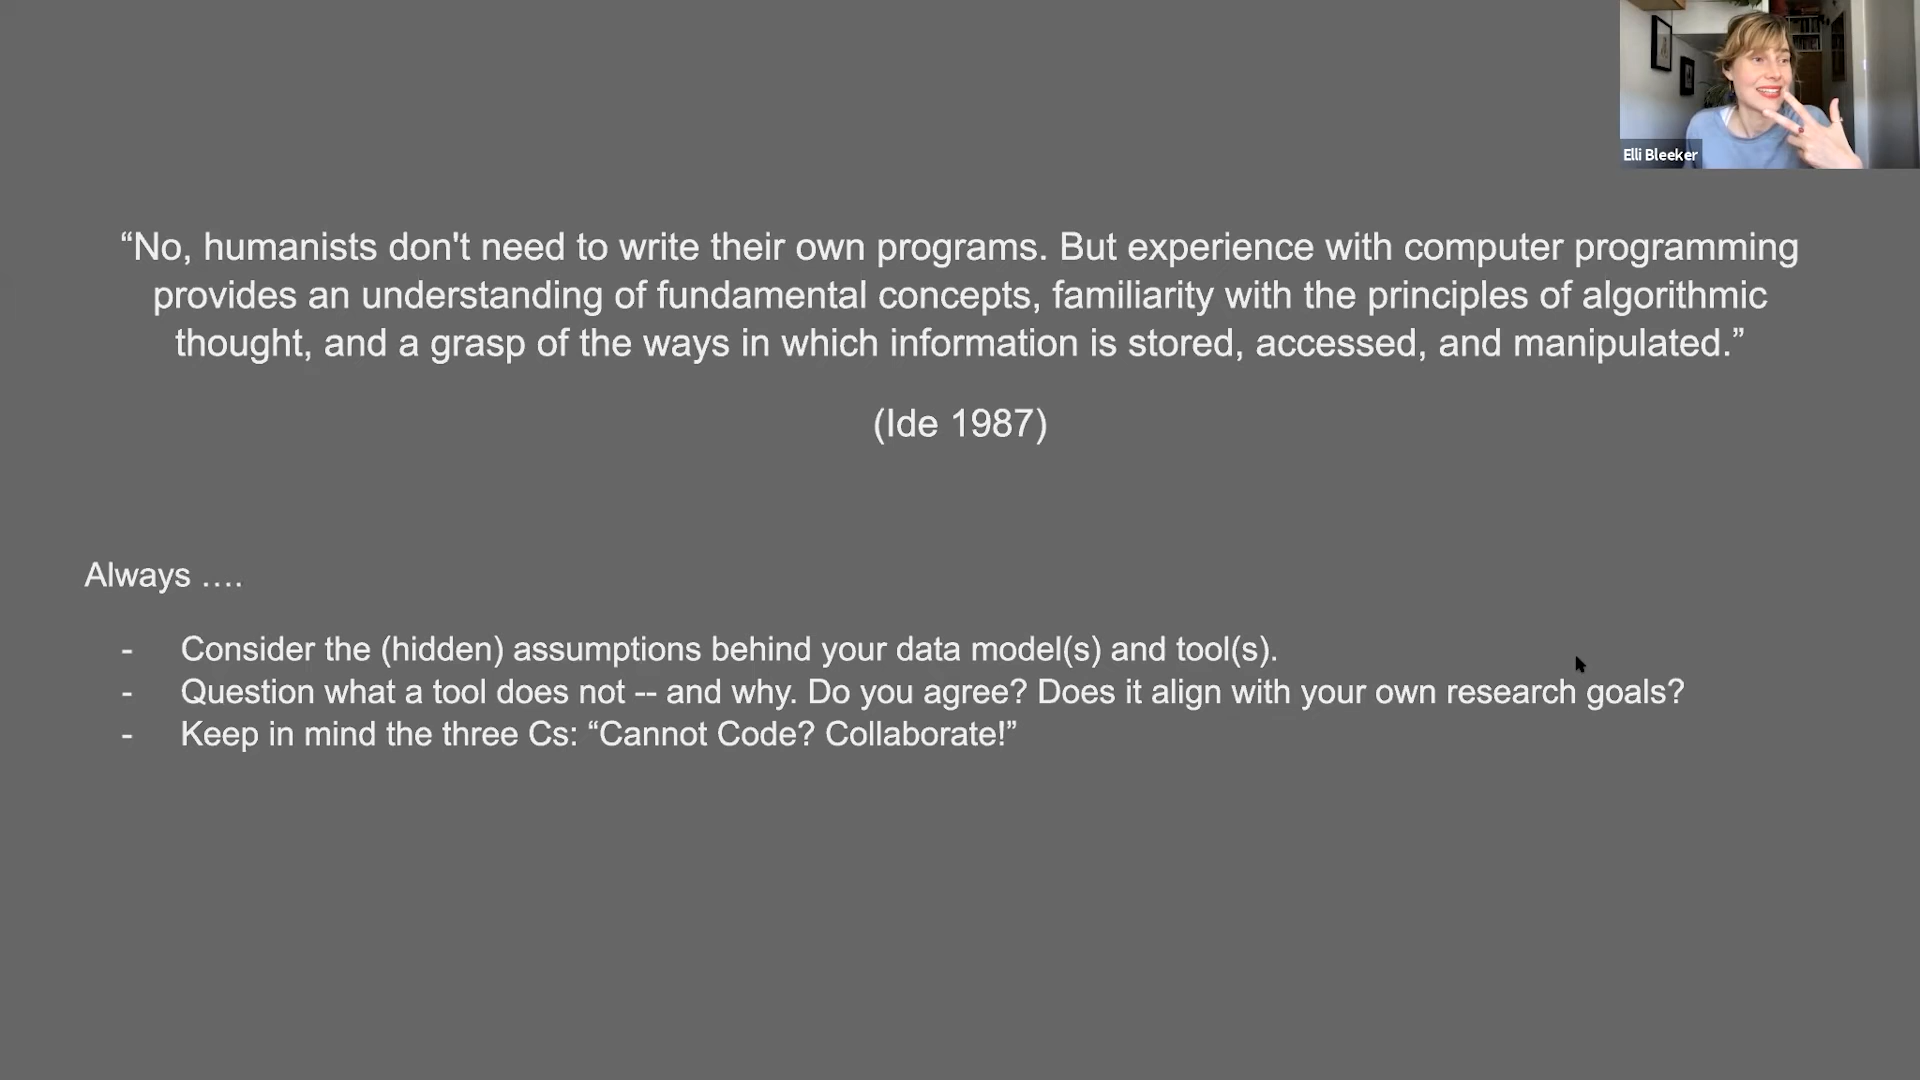 Elli Bleeker
“No, humanists don't need to write their own programs. But experience with computer programming
provides an understanding of fundamental concepts, familiarity with the principles of algorithmic
thought, and a grasp of the ways in which information is stored, accessed, and manipulated.”
(Ide 1987)
Always ….
- Consider the (hidden) assumptions behind your data model(s) and tool(s).
- Question what a tool does not -- and why. Do you agree? Does it align with your own research goals?
- Keep in mind the three Cs: “Cannot Code? Collaborate!”